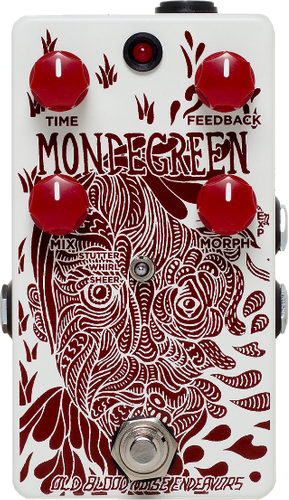 TIME FEEDBACK
MONDEGREEN
MIX MORPH
EXP
STUTTER
WHIRL
SHEER
OLD BLOOD NOISE ENDEAVORS